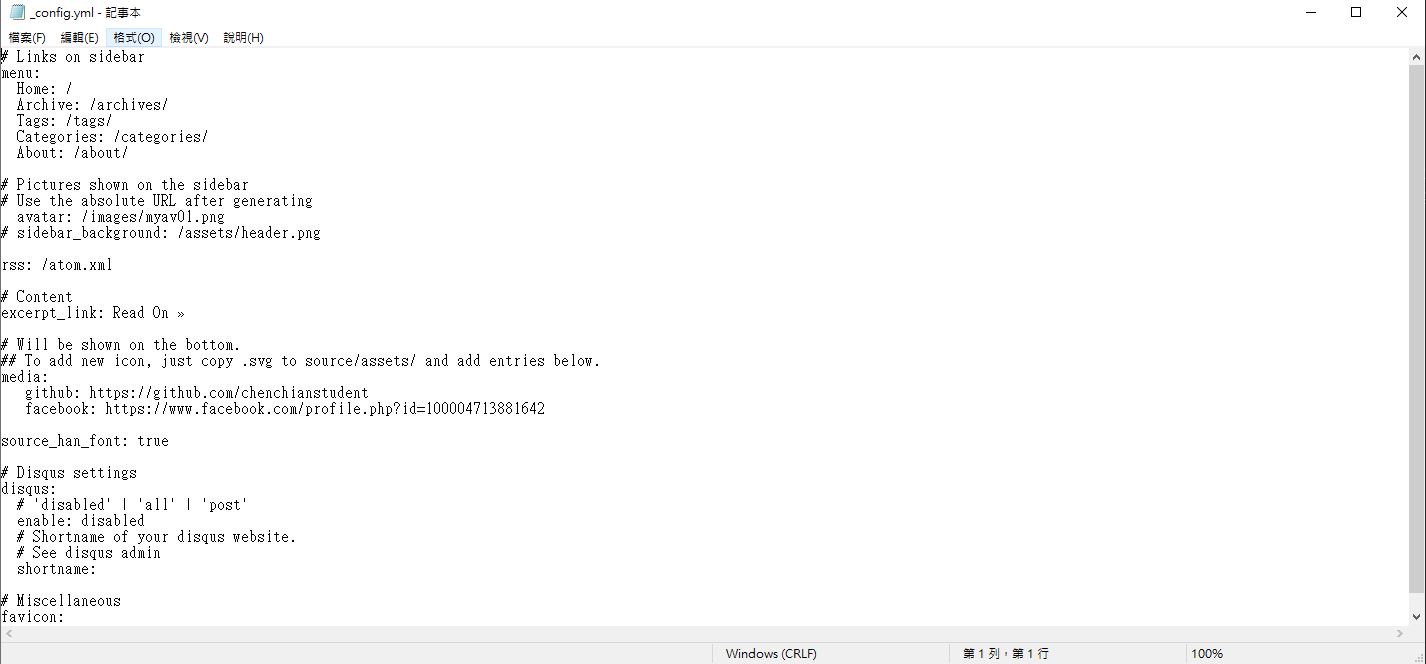 _config.yml - 記事本
檔案(F) 編輯(E) 格式(O) 檢視(V) 說明(H)
# Links on sidebar
menu:
  Home: /
  Archive: /archives/
  Tags: /tags/
  Categories: /categories/
  About: /about/

# Pictures shown on the sidebar
# Use the absolute URL after generating
  avatar: /images/myav01.png
# sidebar_background: /assets/header.png

rss: /atom.xml

# Content
excerpt_link: Read On »

# Will be shown on the bottom.
## To add new icon, just copy .svg to source/assets/ and add entries below.
media:
   github: https://github.com/chenchianstudent
   facebook: https://www.facebook.com/profile.php?id=100004713881642

source_han_font: true

# Disqus settings
disqus:
  # 'disabled' | 'all' | 'post'
  enable: disabled
  # Shortname of your disqus website.
  # See disqus admin
  shortname:

# Miscellaneous
favicon:
Windows (CRLF) 第 1 列，第 1 行 100%